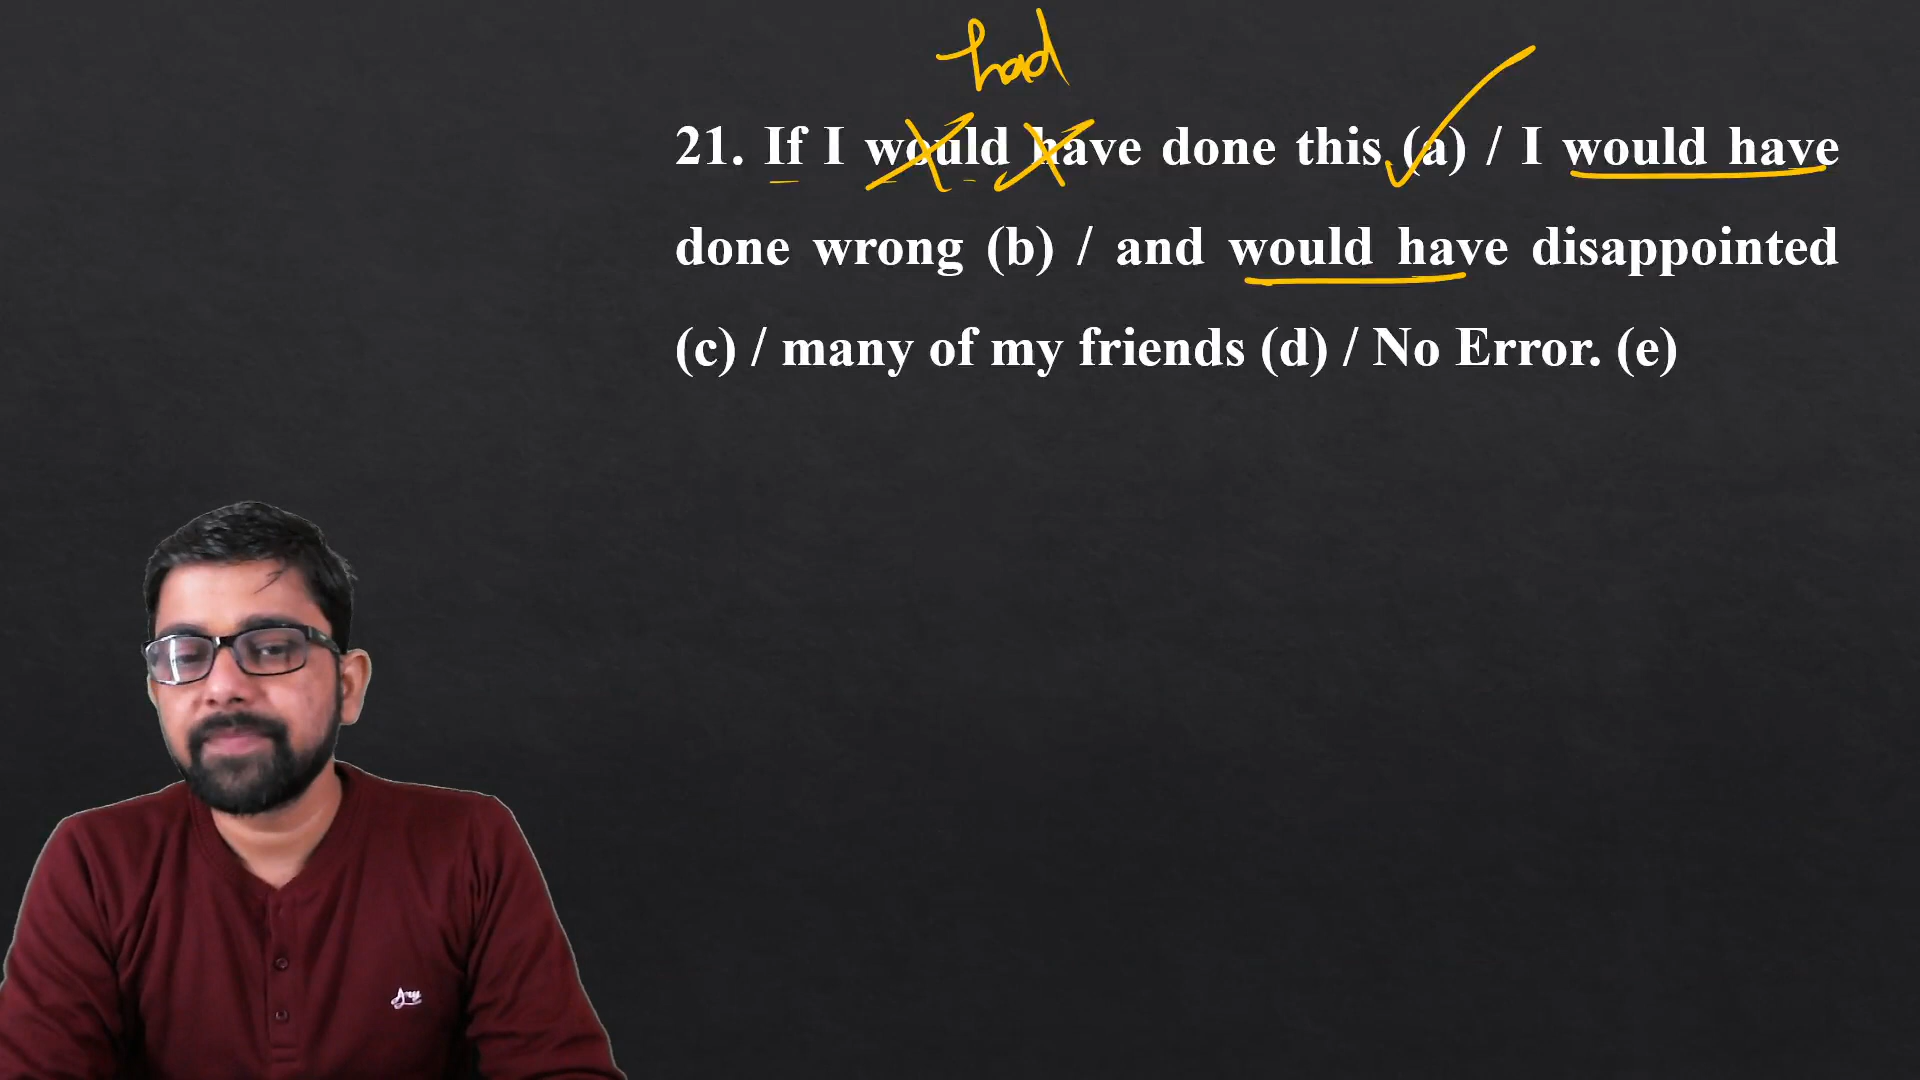 had
21. If I would have done this (a) / I would have
done wrong (b) / and would have disappointed
(c) / many of my friends (d) / No Error. (e)